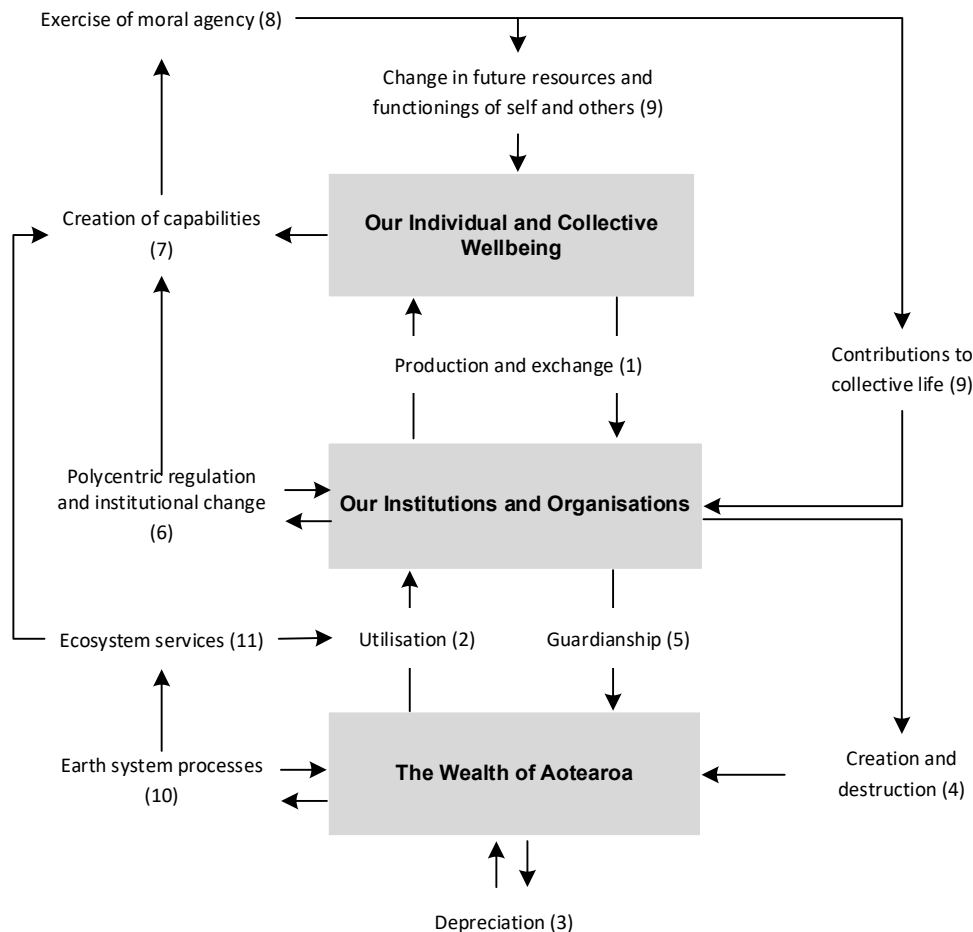 Exercise of moral agency (8)
Change in future resources and
functionings of self and others (9)
Our Individual and Collective
Wellbeing
Creation of capabilities
(7)
Production and exchange (1)
Contributions to
collective life (9)
Polycentric regulation
and institutional change
(6)
Our Institutions and Organisations
Ecosystem services (11)
Utilisation (2)
Guardianship (5)
Earth system processes
(10)
The Wealth of Aotearoa
Creation and
destruction (4)
Depreciation (3)